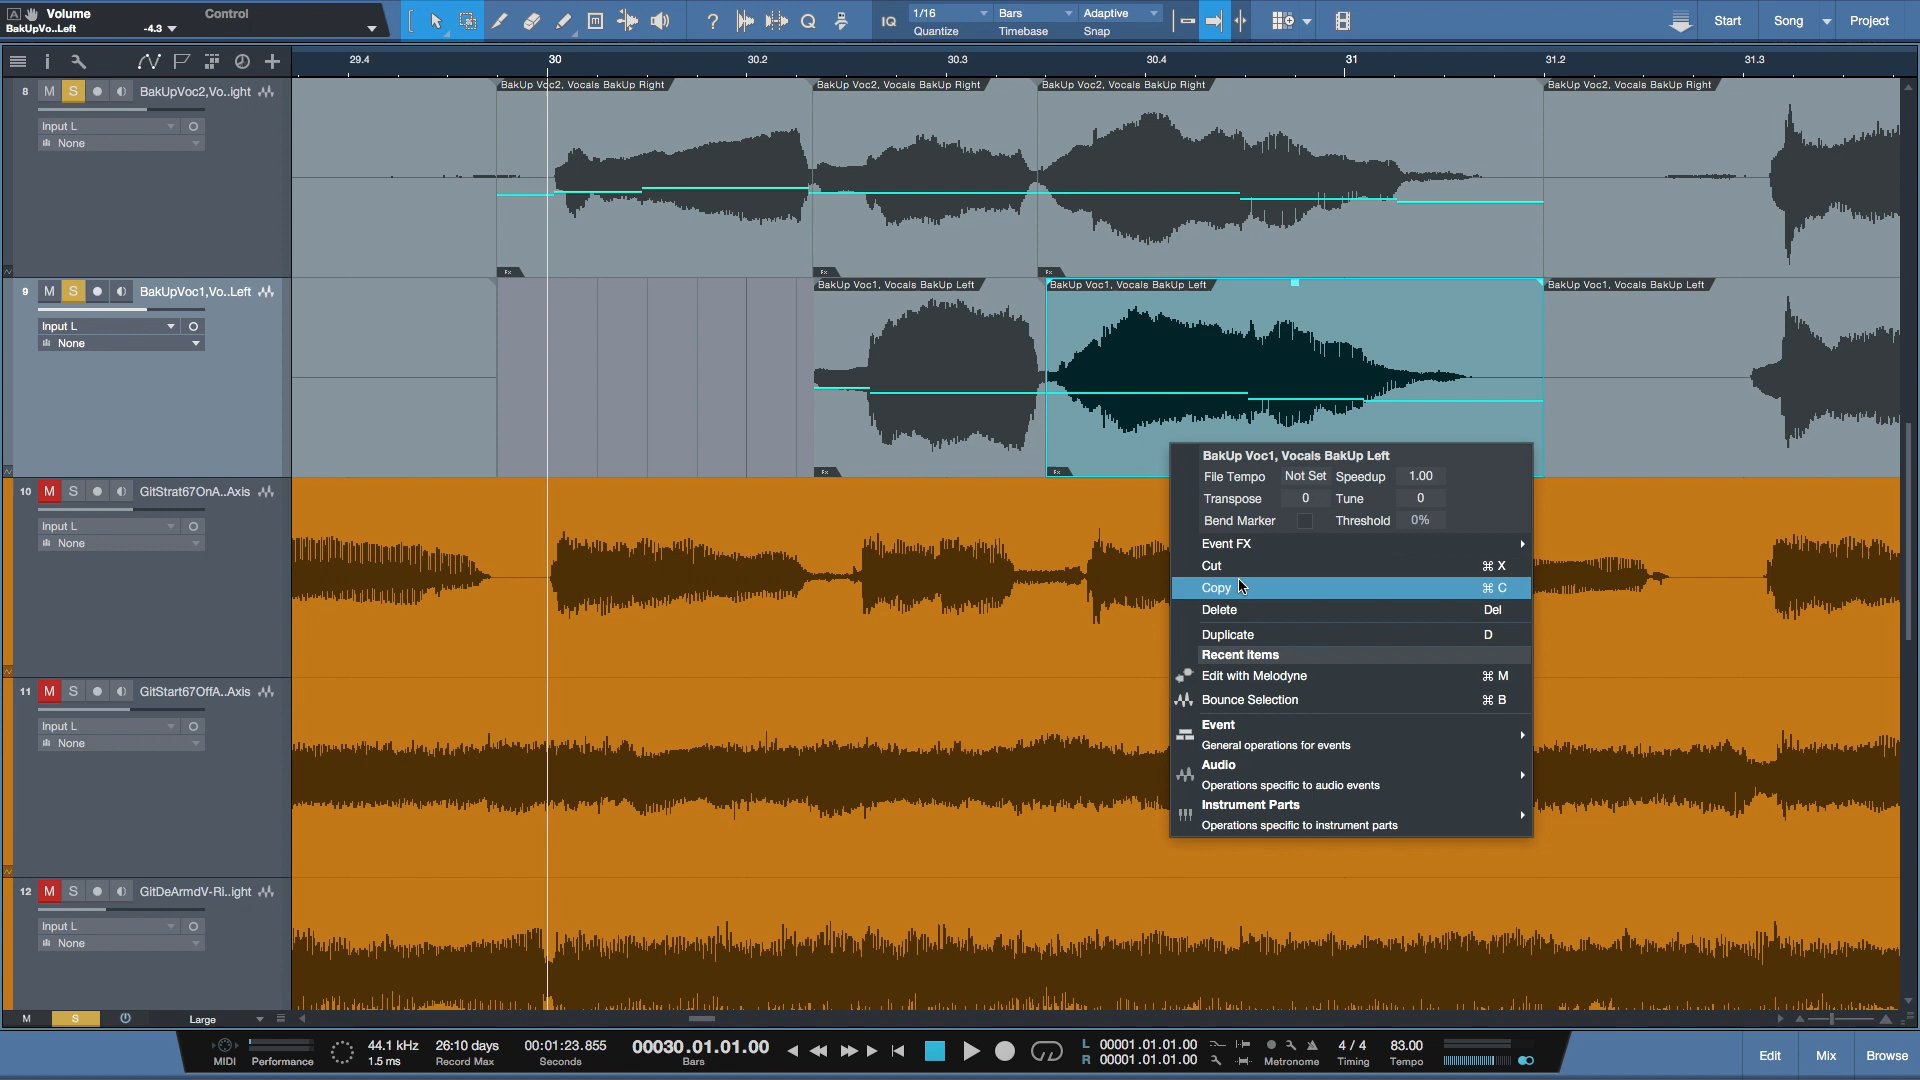 Volume
Control
BakUpVo..Left
-4.3
1/16
Quantize
Bars
Timebase
Adaptive
Snap
IQ
Start
Song
Project
29.4
30
30.2
30.3
30.4
31
31.2
31.3
8 M S BakUpVoc2,Vo..ight
Input L
None
BakUp Voc2, Vocals BakUp Right
BakUp Voc2, Vocals BakUp Right
BakUp Voc2, Vocals BakUp Right
BakUp Voc2, Vocals BakUp Right
Fx
Fx
Fx
9 M S BakUpVoc1,Vo..Left
Input L
None
BakUp Voc1, Vocals BakUp Left
BakUp Voc1, Vocals BakUp Left
BakUp Voc1, Vocals BakUp Left
Fx
Fx
10 M S GitStrat67OnA..Axis
Input L
None
11 M S GitStart67OffA..Axis
Input L
None
12 M S GitDeArmdV-Ri..ight
Input L
None
BakUp Voc1, Vocals BakUp Left
File Tempo Not Set Speedup 1.00
Transpose 0 Tune 0
Bend Marker Threshold 0%
Event FX
Cut ⌘ X
Copy ⌘ C
Delete Del
Duplicate D
Recent Items
Edit with Melodyne ⌘ M
Bounce Selection ⌘ B
Event
General operations for events
Audio
Operations specific to audio events
Instrument Parts
Operations specific to instrument parts
M S Large
MIDI
Performance
44.1 kHz
1.5 ms
26:10 days
Record Max
00:01:23.855
Seconds
00030.01.01.00
Bars
L 00001.01.01.00
R 00001.01.01.00
Metronome
4 / 4
Timing
83.00
Tempo
Edit
Mix
Browse